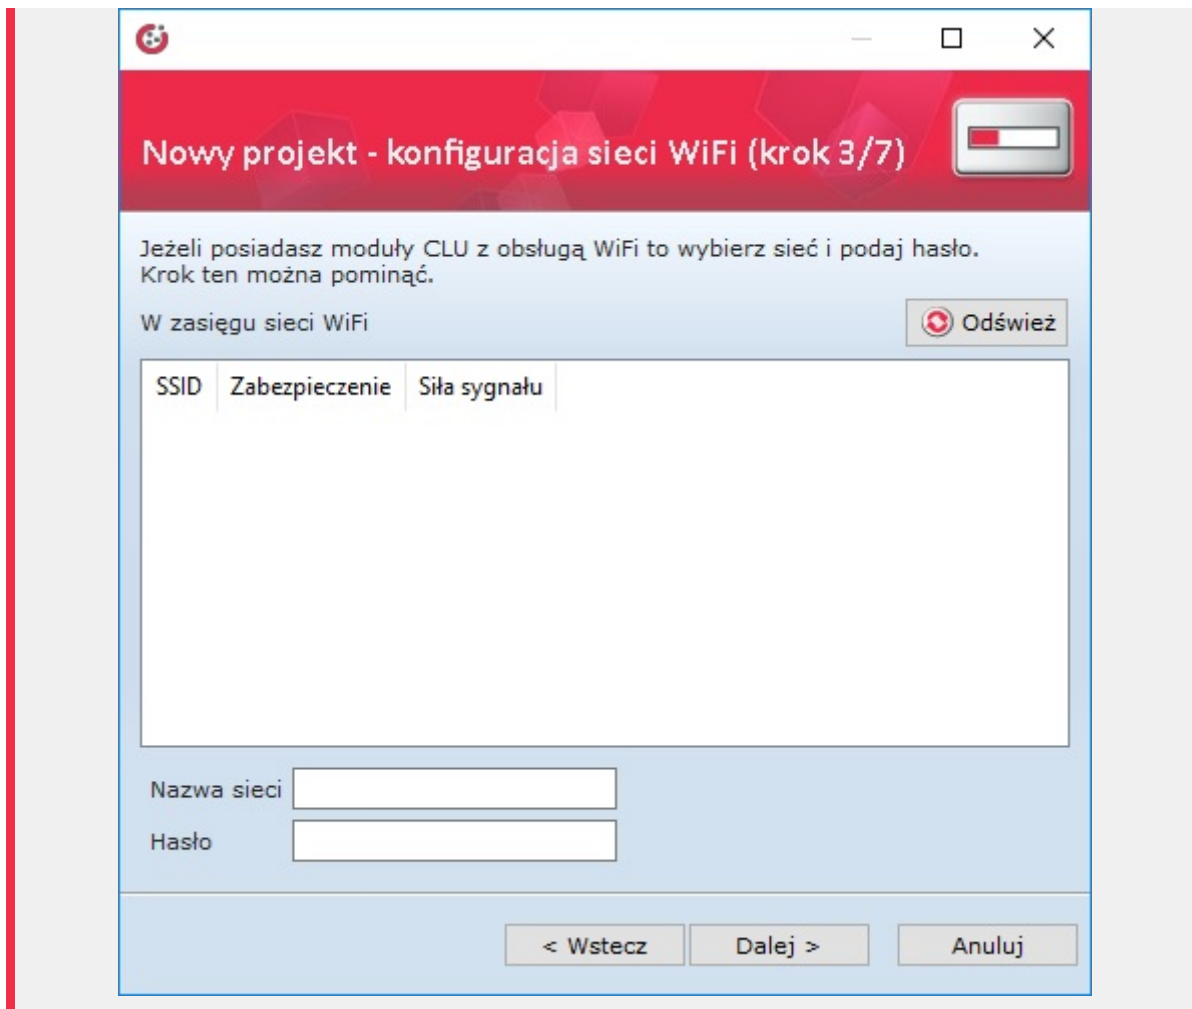 Nowy projekt - konfiguracja sieci WiFi (krok 3/7)
Jeżeli posiadasz moduły CLU z obsługą WiFi to wybierz sieć i podaj hasło.
Krok ten można pominąć.
W zasięgu sieci WiFi
Odśwież
SSID Zabezpieczenie Siła sygnału
Nazwa sieci
Hasło
< Wstecz Dalej > Anuluj